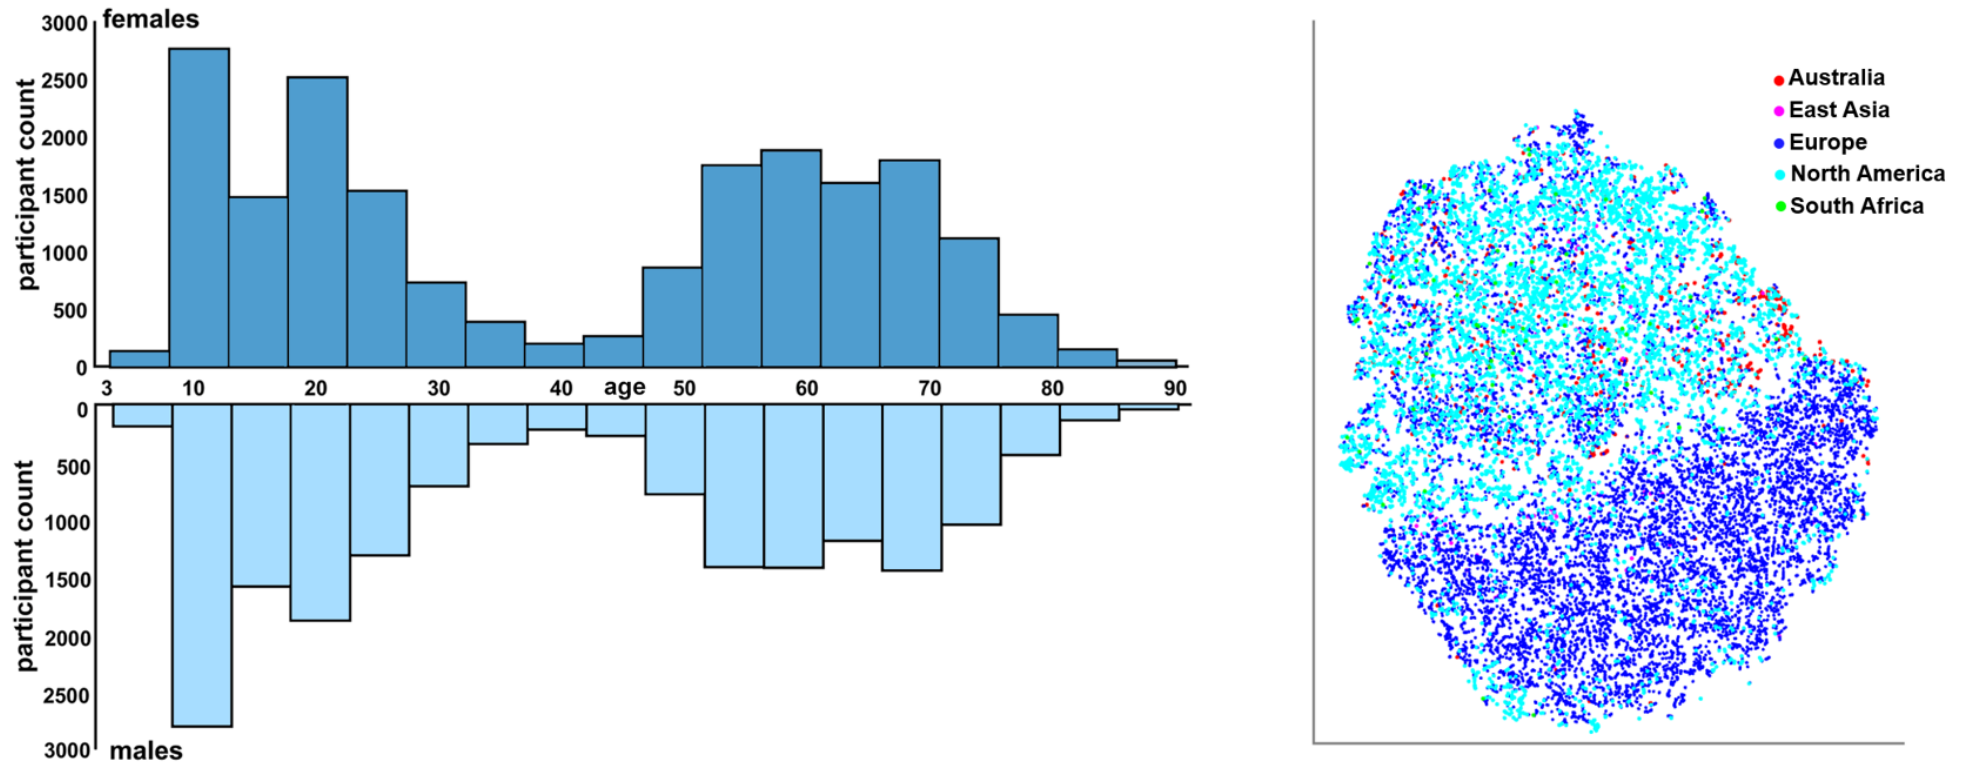 females
3000
2500
2000
1500
1000
500
0
participant count
3 10 20 30 40 age 50 60 70 80 90
0
500
1000
1500
2000
2500
3000
participant count
males
Australia
East Asia
Europe
North America
South Africa